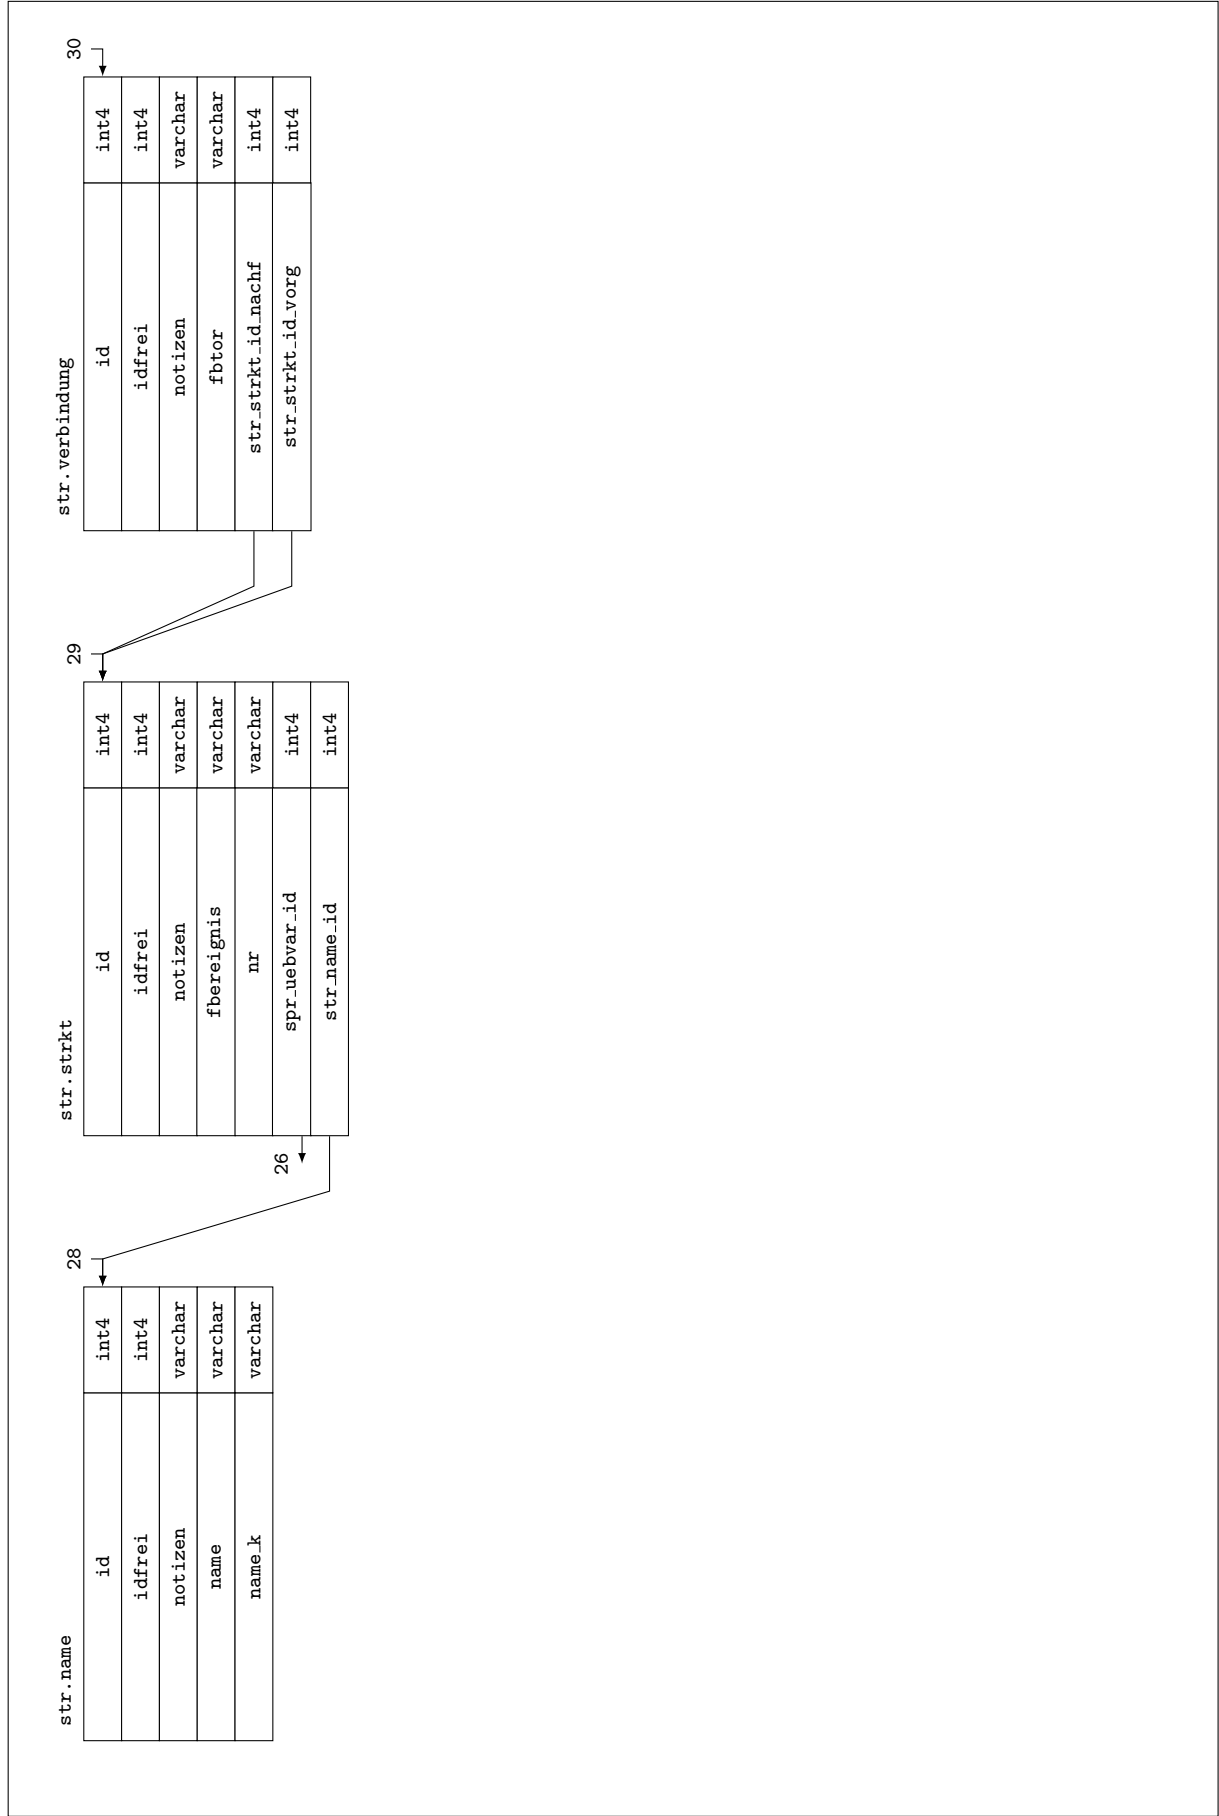 str.name
28
id int4
idfrei int4
notizen varchar
name varchar
name_k varchar
str.strkt
29
id int4
idfrei int4
notizen varchar
fbereignis varchar
nr varchar
26
spr_uebvar_id int4
str_name_id int4
str.verbindung
30
id int4
idfrei int4
notizen varchar
fbtor varchar
str_strkt_id_nachf int4
str_strkt_id_vorg int4